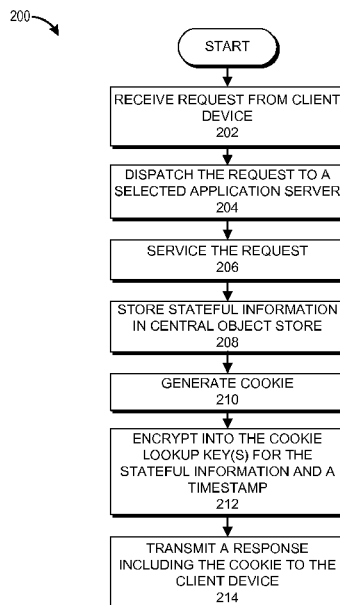 200
START
RECEIVE REQUEST FROM CLIENT
DEVICE
202
DISPATCH THE REQUEST TO A
SELECTED APPLICATION SERVER
204
SERVICE THE REQUEST
206
STORE STATEFUL INFORMATION
IN CENTRAL OBJECT STORE
208
GENERATE COOKIE
210
ENCRYPT INTO THE COOKIE
LOOKUP KEY(S) FOR THE
STATEFUL INFORMATION AND A
TIMESTAMP
212
TRANSMIT A RESPONSE
INCLUDING THE COOKIE TO THE
CLIENT DEVICE
214